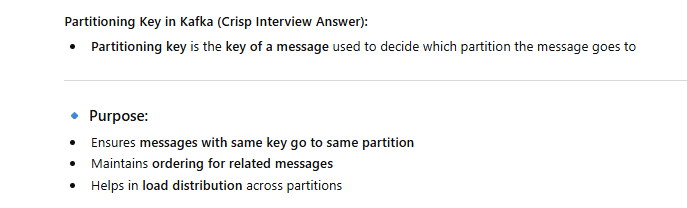 Partitioning Key in Kafka (Crisp Interview Answer):
• Partitioning key is the key of a message used to decide which partition the message goes to
🔹 Purpose:
• Ensures messages with same key go to same partition
• Maintains ordering for related messages
• Helps in load distribution across partitions